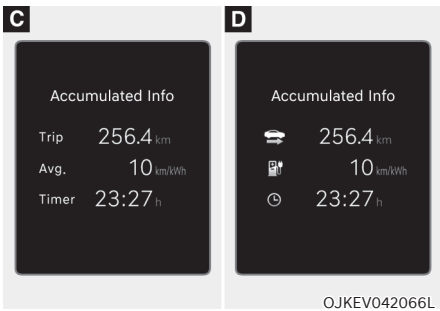 C
Accumulated Info
Trip 256.4 km
Avg. 10 km/kWh
Timer 23:27 h
D
Accumulated Info
256.4 km
10 km/kWh
23:27 h
OJKEV042066L